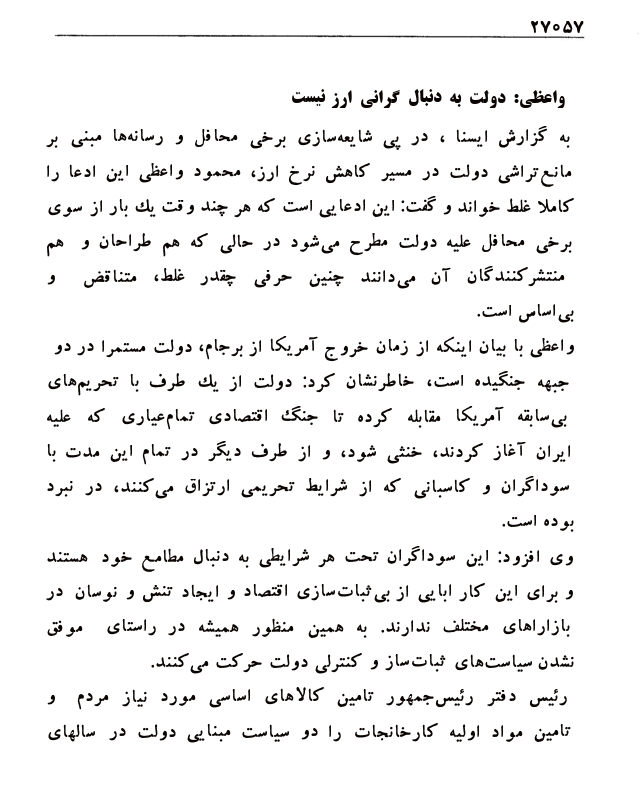 ۲۷۰۵۷
واعظی: دولت به دنبال گرانی ارز نیست
به گزارش ایسنا ، در پی شایعه‌سازی برخی محافل و رسانه‌ها مبنی بر
مانع‌تراشی دولت در مسیر کاهش نرخ ارز، محمود واعظی این ادعا را
کاملا غلط خواند و گفت: این ادعایی است که هر چند وقت یك بار از سوی
برخی محافل علیه دولت مطرح می‌شود در حالی که هم طراحان و هم
منتشرکنندگان آن می‌دانند چنین حرفی چقدر غلط، متناقض و
بی‌اساس است.
واعظی با بیان اینکه از زمان خروج آمریکا از برجام، دولت مستمرا در دو
جبهه جنگیده است، خاطرنشان کرد: دولت از یك طرف با تحریم‌های
بی‌سابقه آمریکا مقابله کرده تا جنگ اقتصادی تمام‌عیاری که علیه
ایران آغاز کردند، خنثی شود، و از طرف دیگر در تمام این مدت با
سوداگران و کاسبانی که از شرایط تحریمی ارتزاق می‌کنند، در نبرد
بوده است.
وی افزود: این سوداگران تحت هر شرایطی به دنبال مطامع خود هستند
و برای این کار ابایی از بی‌ثبات‌سازی اقتصاد و ایجاد تنش و نوسان در
بازاراهای مختلف ندارند. به همین منظور همیشه در راستای موفق
نشدن سیاست‌های ثبات‌ساز و کنترلی دولت حرکت می‌کنند.
رئیس دفتر رئیس‌جمهور تامین کالاهای اساسی مورد نیاز مردم و
تامین مواد اولیه کارخانجات را دو سیاست مبنایی دولت در سالهای